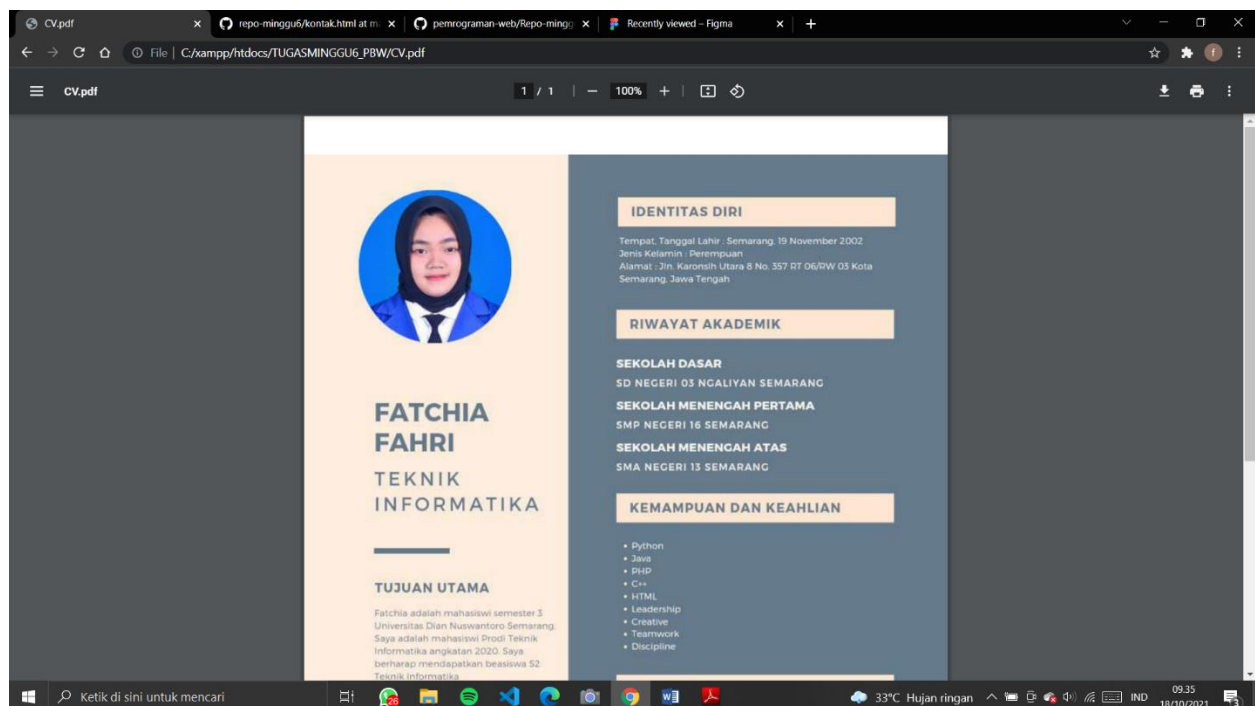 CV.pdf
repo-minggu6/kontak.html at m
pemrograman-web/Repo-mingg
Recently viewed – Figma
File | C:/xampp/htdocs/TUGASMINGGU6_PBW/CV.pdf
CV.pdf
1 / 1
100%
FATCHIA
FAHRI
TEKNIK
INFORMATIKA
TUJUAN UTAMA
Fatchia adalah mahasiswi semester 3
Universitas Dian Nuswantoro Semarang.
Saya adalah mahasiswi Prodi Teknik
Informatika angkatan 2020. Saya
berharap mendapatkan beasiswa S2
Teknik Informatika
IDENTITAS DIRI
Tempat, Tanggal Lahir : Semarang, 19 November 2002
Jenis Kelamin : Perempuan
Alamat : Jln. Karonsih Utara 8 No. 357 RT 06/RW 03 Kota
Semarang, Jawa Tengah
RIWAYAT AKADEMIK
SEKOLAH DASAR
SD NEGERI 03 NGALIYAN SEMARANG
SEKOLAH MENENGAH PERTAMA
SMP NEGERI 16 SEMARANG
SEKOLAH MENENGAH ATAS
SMA NEGERI 13 SEMARANG
KEMAMPUAN DAN KEAHLIAN
• Python
• Java
• PHP
• C++
• HTML
• Leadership
• Creative
• Teamwork
• Discipline
Ketik di sini untuk mencari
26
33°C Hujan ringan
IND
09.35
18/10/2021
3